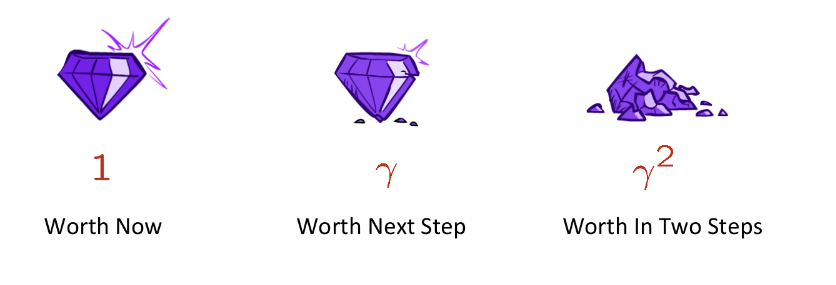 1
γ
γ²
Worth Now
Worth Next Step
Worth In Two Steps